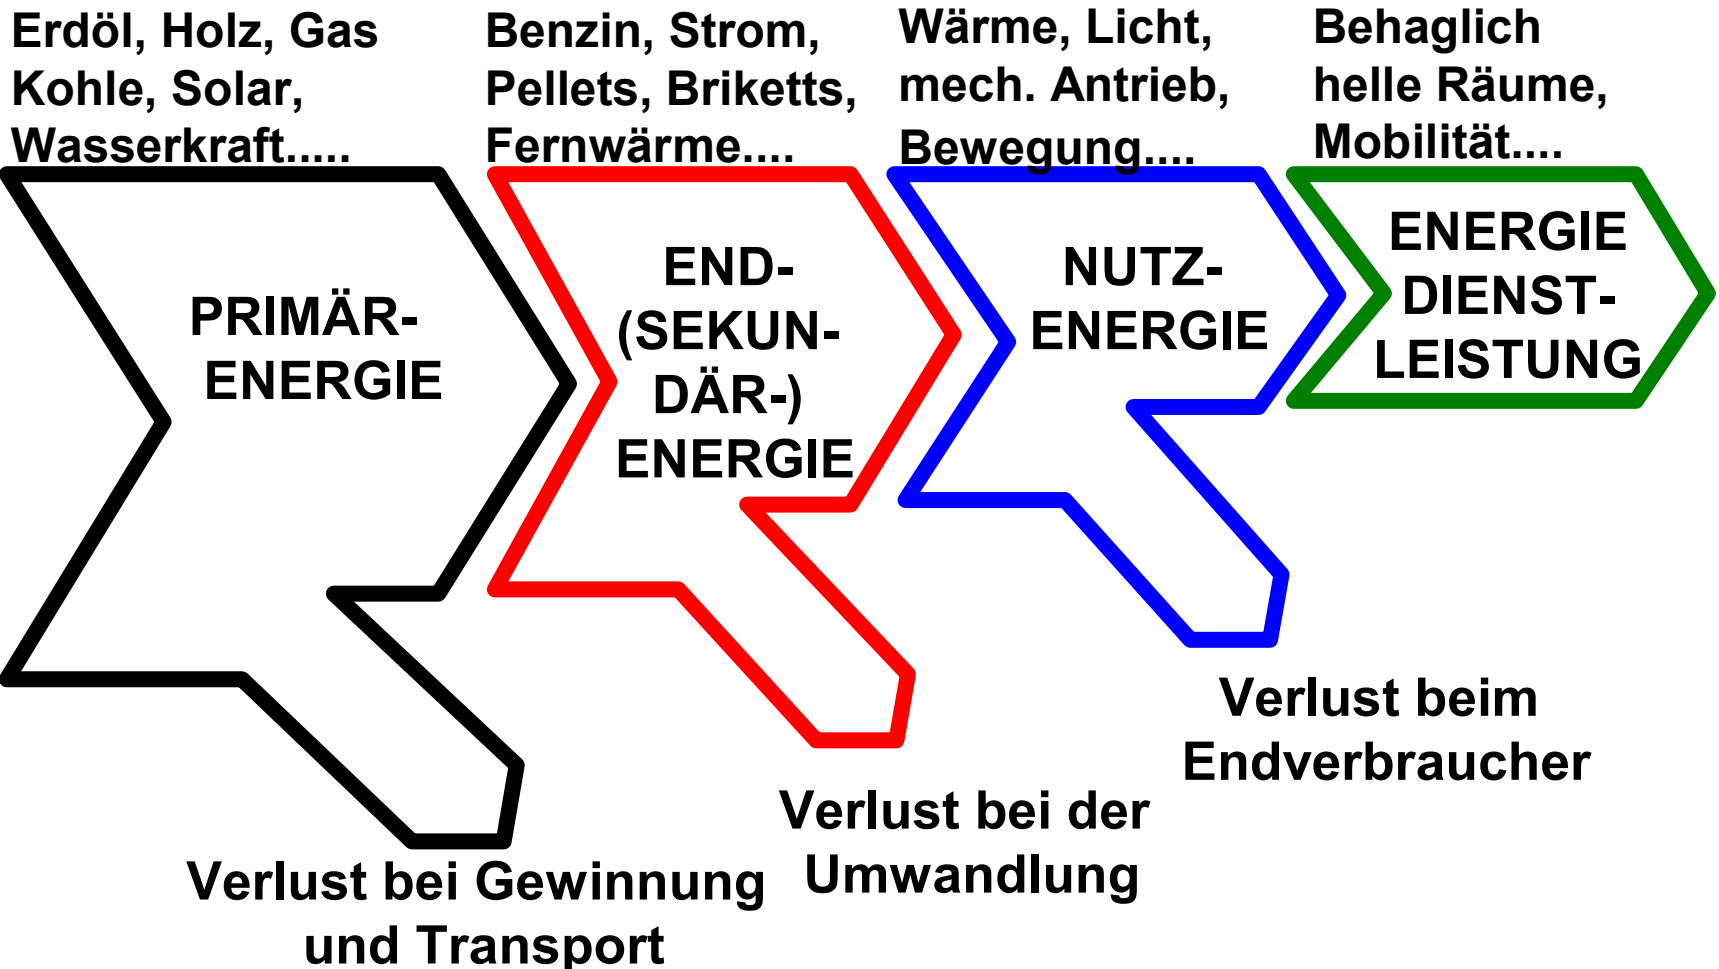 Erdöl, Holz, Gas
Kohle, Solar,
Wasserkraft.....
Benzin, Strom,
Pellets, Briketts,
Fernwärme....
Wärme, Licht,
mech. Antrieb,
Bewegung....
Behaglich
helle Räume,
Mobilität....
PRIMÄR-
ENERGIE
END-
(SEKUN-
DÄR-)
ENERGIE
NUTZ-
ENERGIE
ENERGIE
DIENST-
LEISTUNG
Verlust bei Gewinnung
und Transport
Verlust bei der
Umwandlung
Verlust beim
Endverbraucher